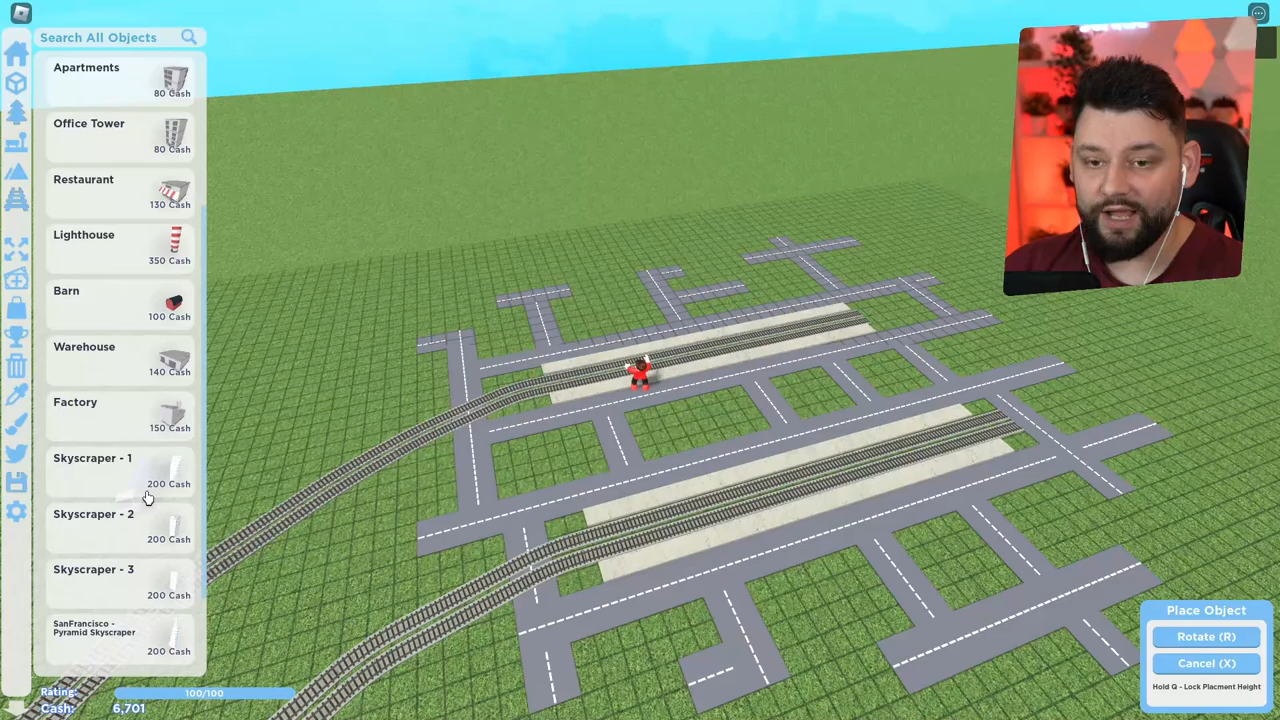 Search All Objects
Apartments
80 Cash
Office Tower
80 Cash
Restaurant
130 Cash
Lighthouse
350 Cash
Barn
100 Cash
Warehouse
140 Cash
Factory
150 Cash
Skyscraper - 1
200 Cash
Skyscraper - 2
200 Cash
Skyscraper - 3
200 Cash
SanFrancisco -
Pyramid Skyscraper
200 Cash
Rating:
100/100
Cash:
6,701
Place Object
Rotate (R)
Cancel (X)
Hold Q - Lock Placment Height